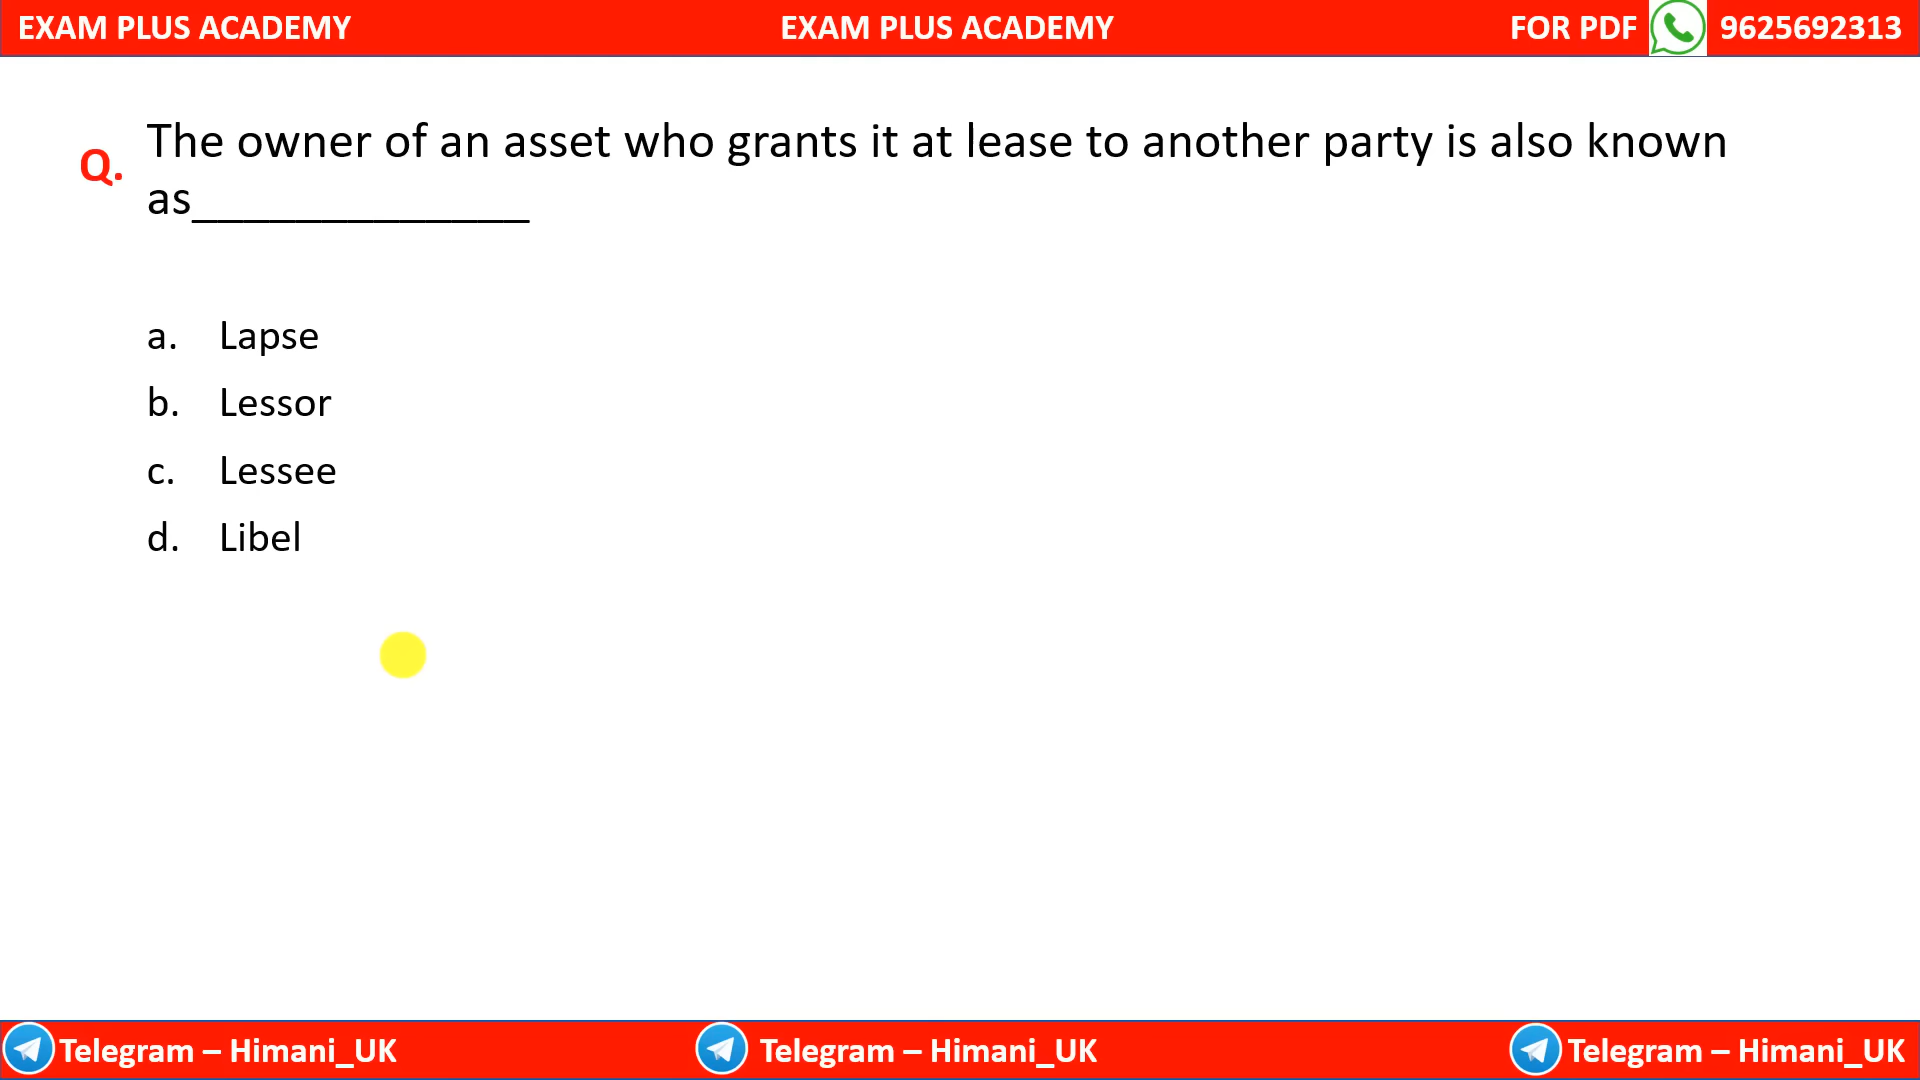 EXAM PLUS ACADEMY EXAM PLUS ACADEMY FOR PDF 9625692313
Q. The owner of an asset who grants it at lease to another party is also known
as_____________
a. Lapse
b. Lessor
c. Lessee
d. Libel
Telegram – Himani_UK Telegram – Himani_UK Telegram – Himani_UK